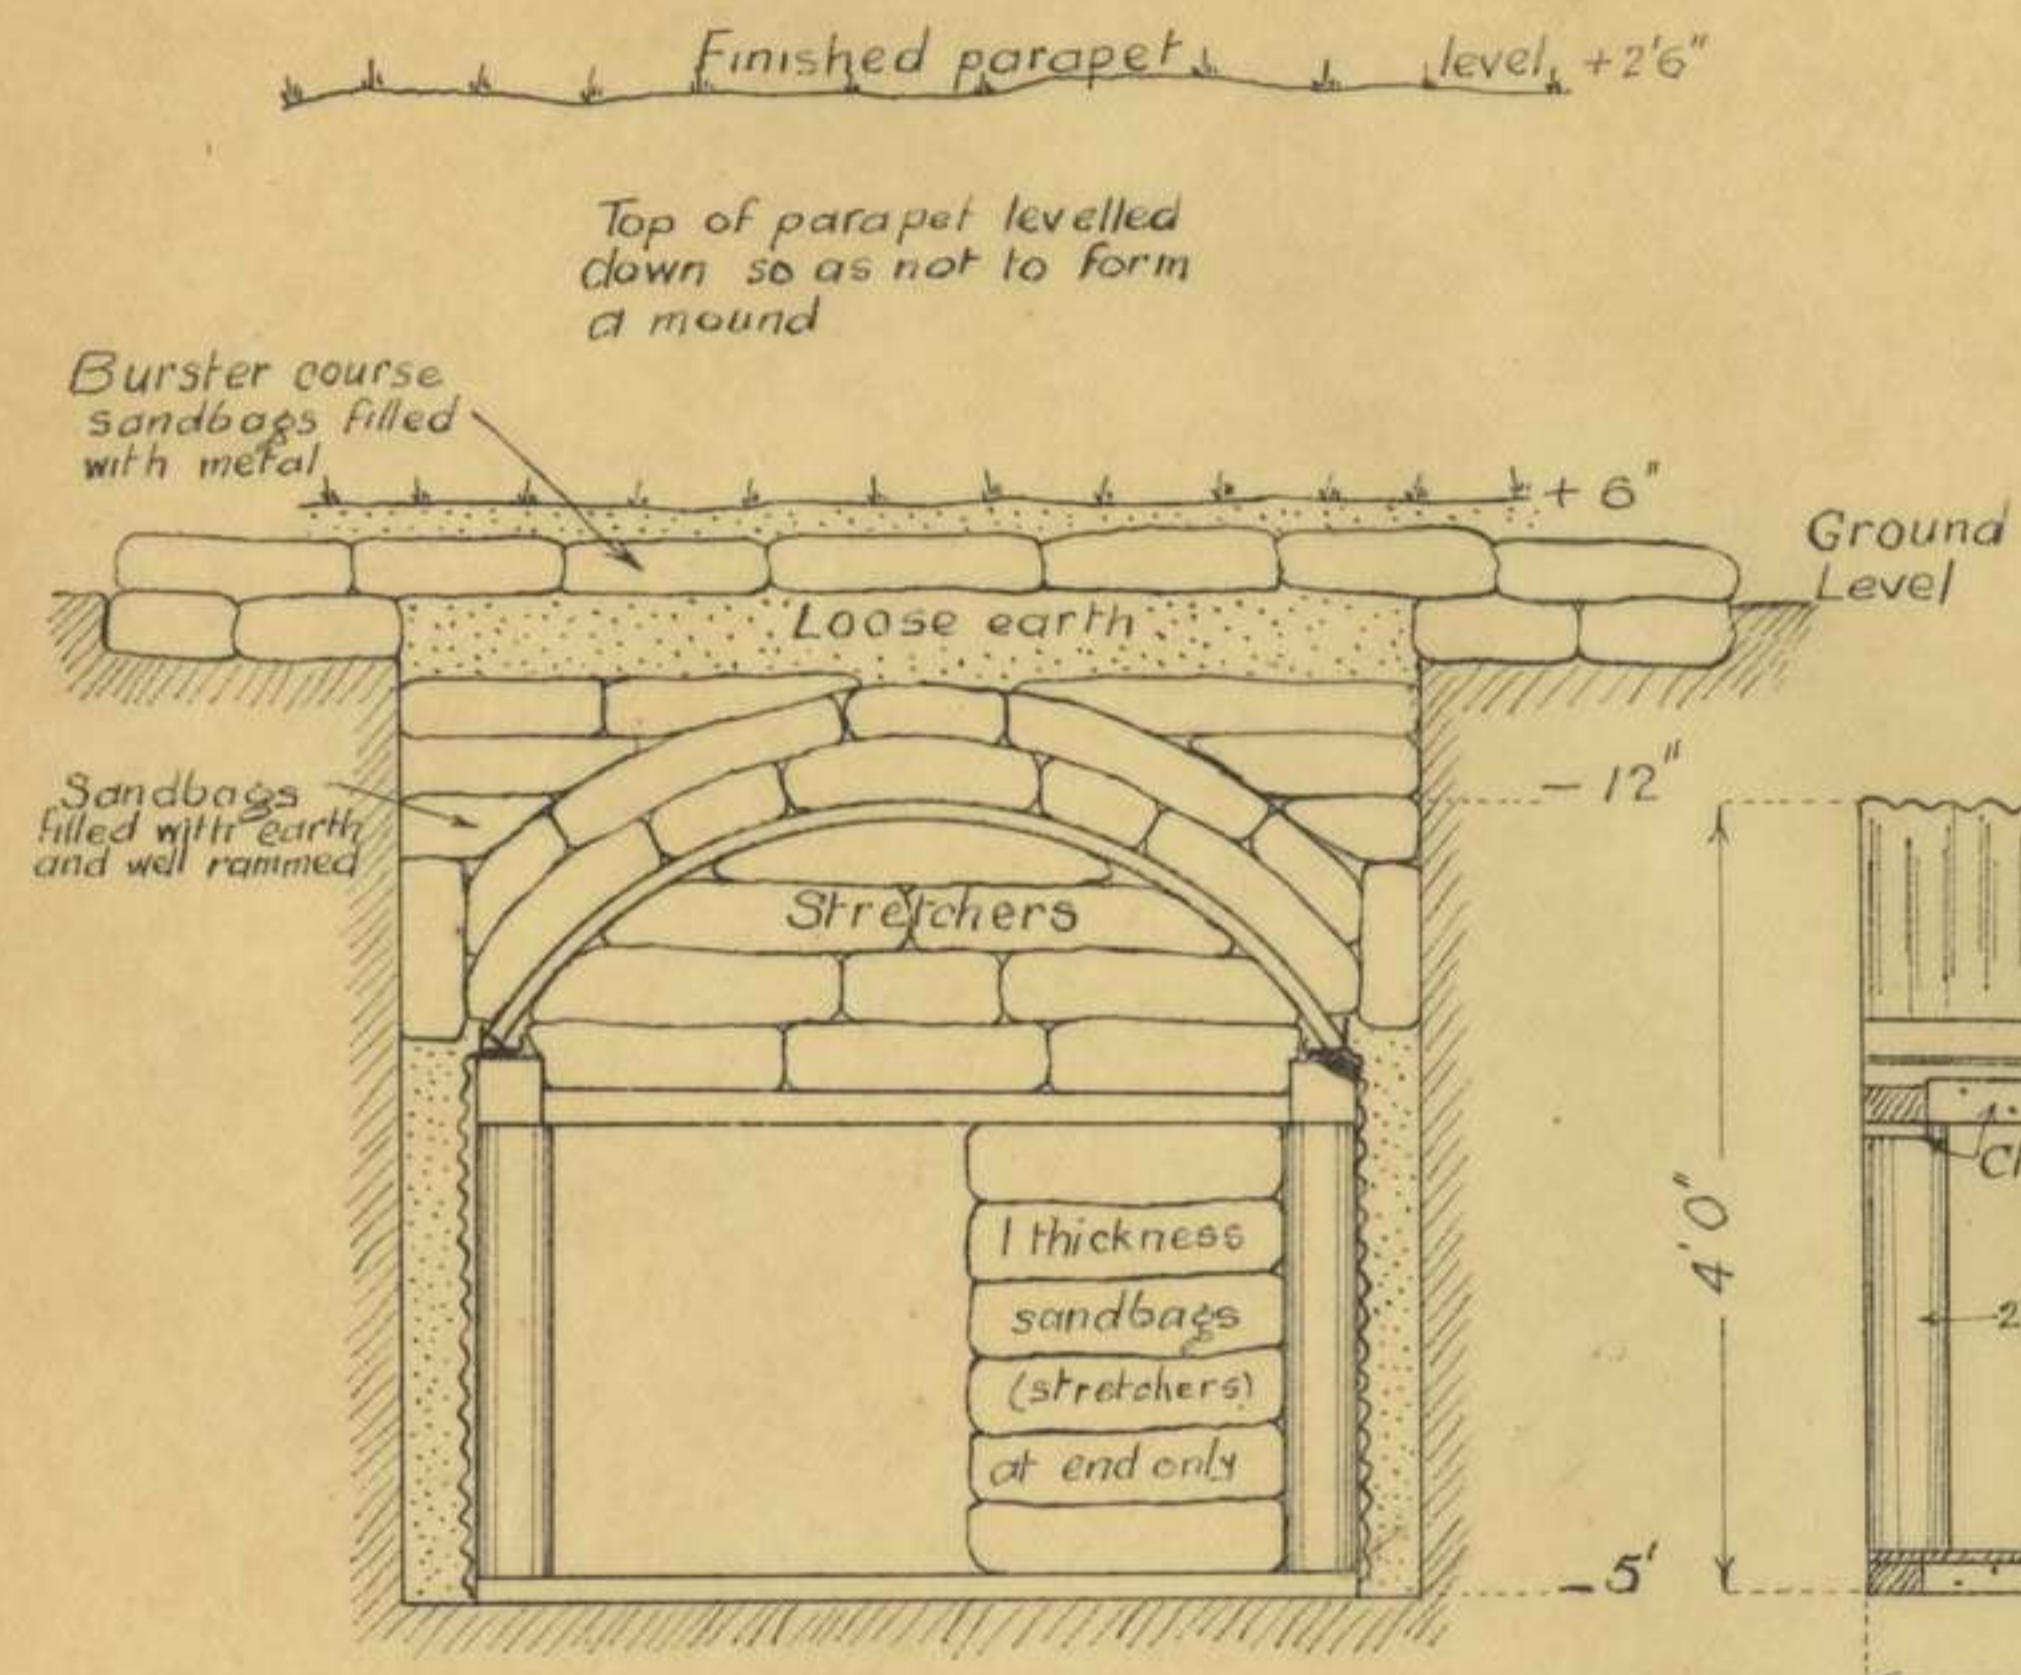 Finished parapet level +2'6"
Top of parapet levelled
down so as not to form
a mound
Burster course
sandbags filled
with metal
+ 6"
Ground
Level
Loose earth
- 12"
Sandbags
filled with earth
and well rammed
Stretchers
4'0"
1 thickness
sandbags
(stretchers)
at end only
2
- 5'